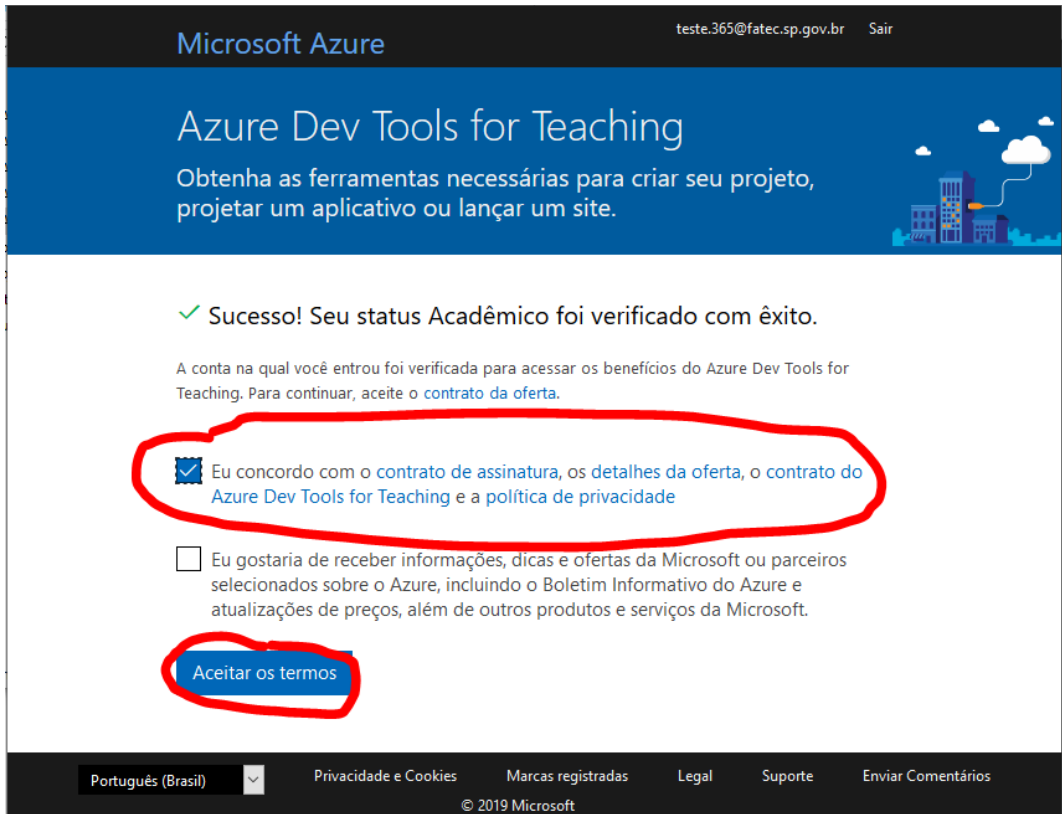 Microsoft Azure
teste.365@fatec.sp.gov.br Sair
Azure Dev Tools for Teaching
Obtenha as ferramentas necessárias para criar seu projeto,
projetar um aplicativo ou lançar um site.
Sucesso! Seu status Acadêmico foi verificado com êxito.
A conta na qual você entrou foi verificada para acessar os benefícios do Azure Dev Tools for
Teaching. Para continuar, aceite o contrato da oferta.
Eu concordo com o contrato de assinatura, os detalhes da oferta, o contrato do
Azure Dev Tools for Teaching e a política de privacidade
Eu gostaria de receber informações, dicas e ofertas da Microsoft ou parceiros
selecionados sobre o Azure, incluindo o Boletim Informativo do Azure e
atualizações de preços, além de outros produtos e serviços da Microsoft.
Aceitar os termos
Português (Brasil) Privacidade e Cookies Marcas registradas Legal Suporte Enviar Comentários
© 2019 Microsoft